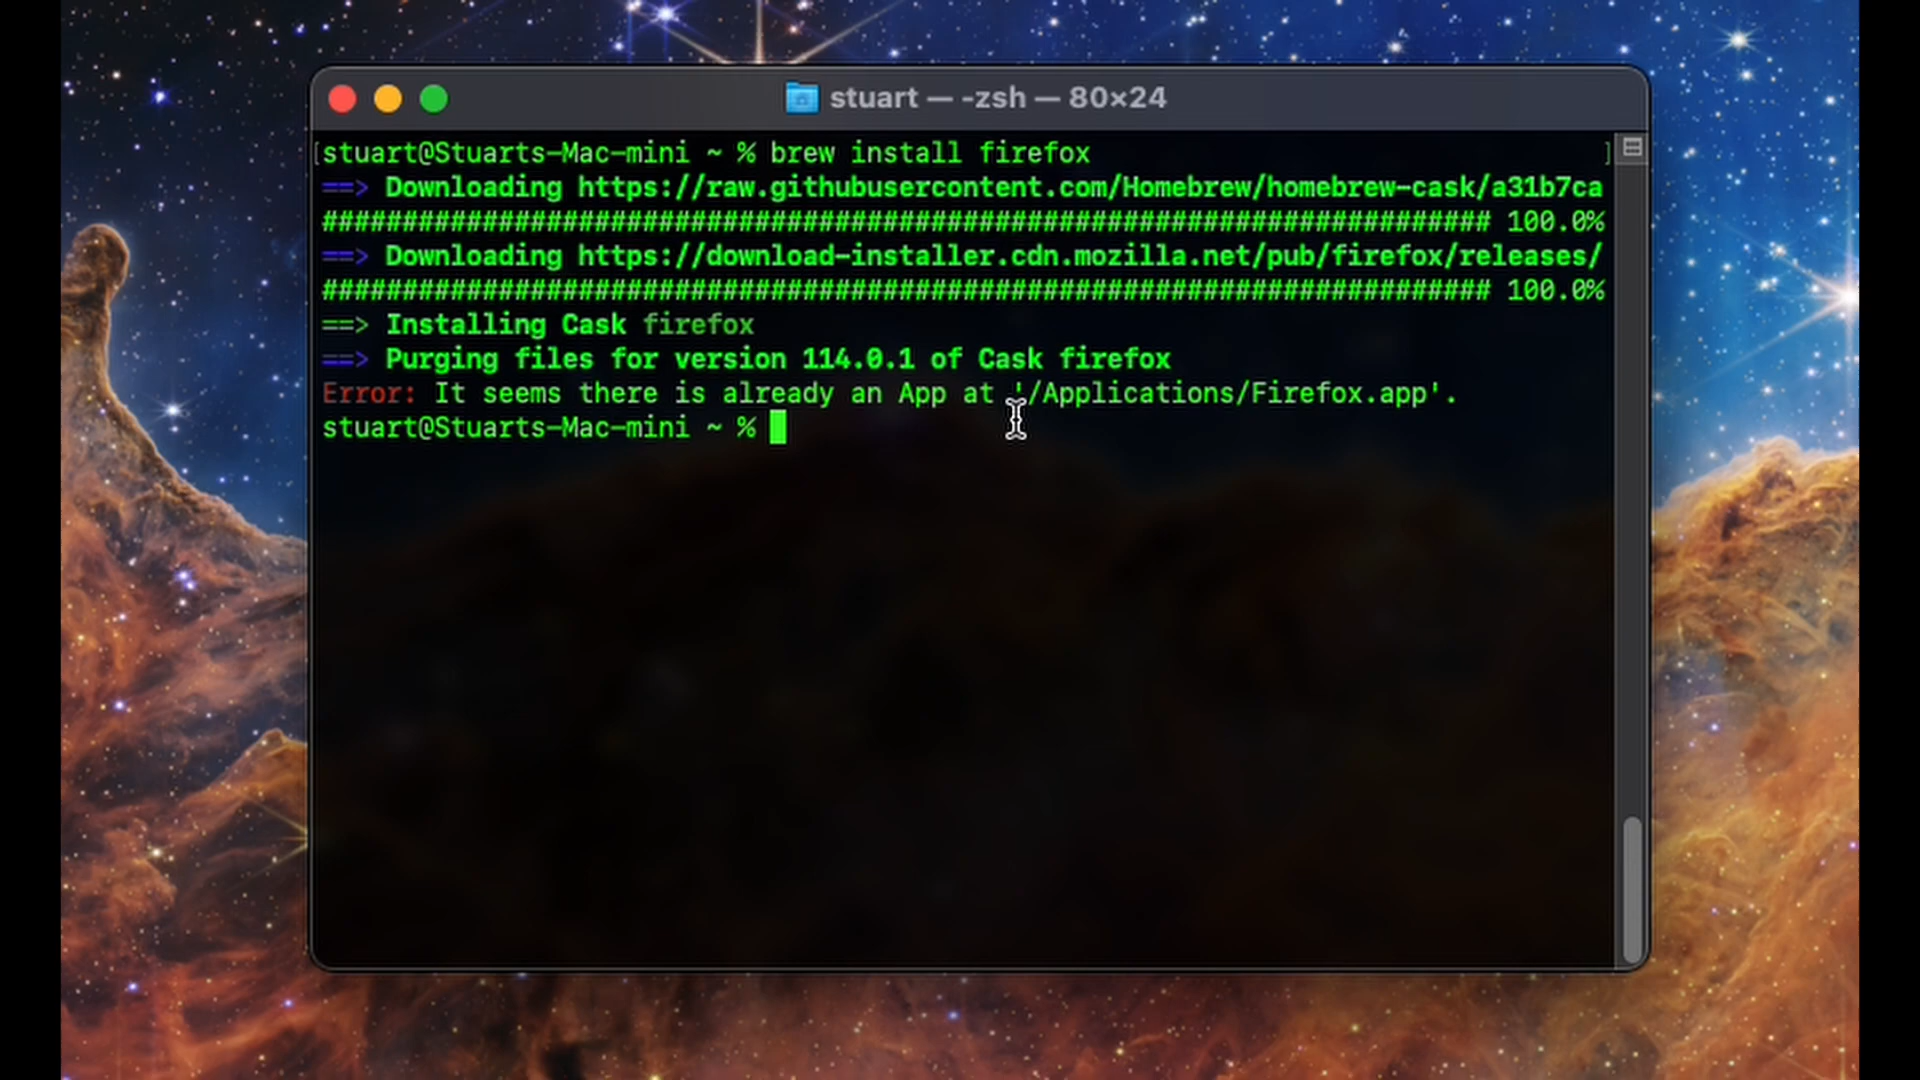 stuart — -zsh — 80×24
[stuart@Stuarts-Mac-mini ~ % brew install firefox ]
==> Downloading https://raw.githubusercontent.com/Homebrew/homebrew-cask/a31b7ca
######################################################################### 100.0%
==> Downloading https://download-installer.cdn.mozilla.net/pub/firefox/releases/
######################################################################### 100.0%
==> Installing Cask firefox
==> Purging files for version 114.0.1 of Cask firefox
Error: It seems there is already an App at '/Applications/Firefox.app'.
stuart@Stuarts-Mac-mini ~ %